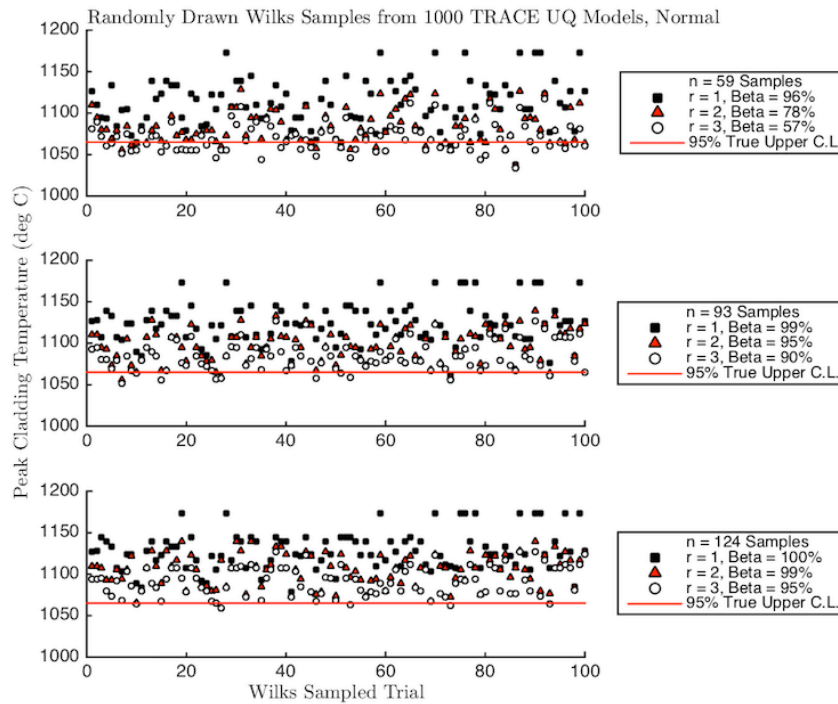 Randomly Drawn Wilks Samples from 1000 TRACE UQ Models, Normal
Peak Cladding Temperature (deg C)
1200
1150
1100
1050
1000
0
20
40
60
80
100
n = 59 Samples
r = 1, Beta = 96%
r = 2, Beta = 78%
r = 3, Beta = 57%
95% True Upper C.L.
1200
1150
1100
1050
1000
0
20
40
60
80
100
n = 93 Samples
r = 1, Beta = 99%
r = 2, Beta = 95%
r = 3, Beta = 90%
95% True Upper C.L.
1200
1150
1100
1050
1000
0
20
40
60
80
100
n = 124 Samples
r = 1, Beta = 100%
r = 2, Beta = 99%
r = 3, Beta = 95%
95% True Upper C.L.
Wilks Sampled Trial